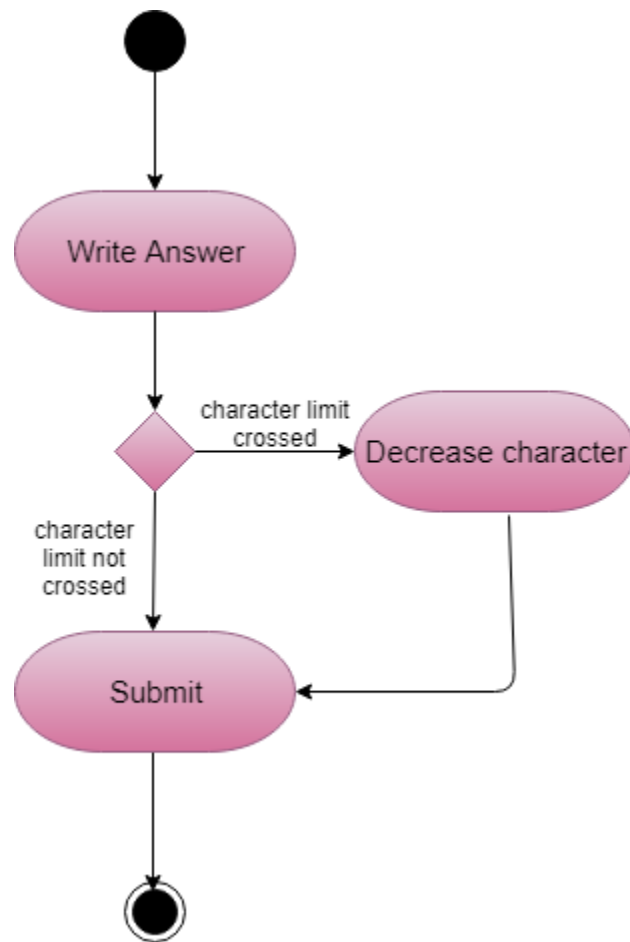 Write Answer
character limit
crossed
Decrease character
character
limit not
crossed
Submit